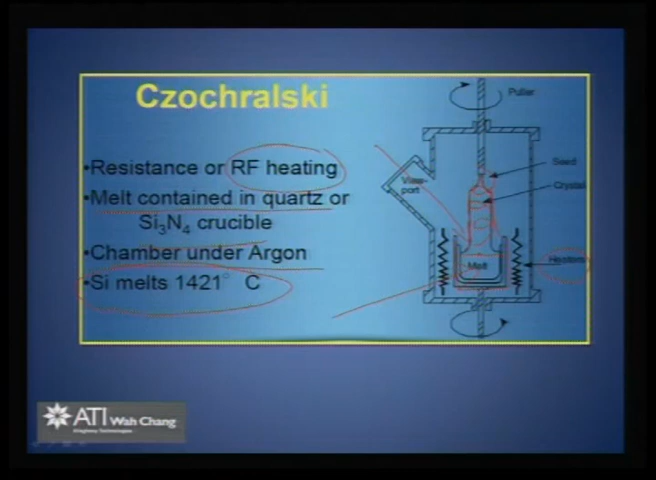 Czochralski
•Resistance or RF heating
•Melt contained in quartz or
Si₃N₄ crucible
•Chamber under Argon
•Si melts 1421° C
Puller
Seed
Crystal
View-
port
Heaters
Melt
ATI Wah Chang
Allegheny Technologies